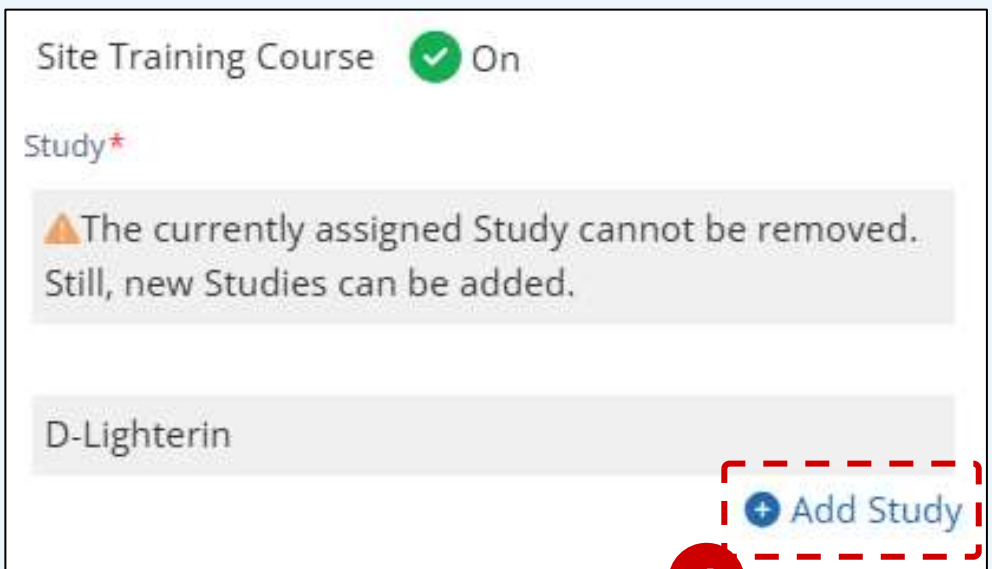 Site Training Course On
Study*
The currently assigned Study cannot be removed.
Still, new Studies can be added.
D-Lighterin
Add Study